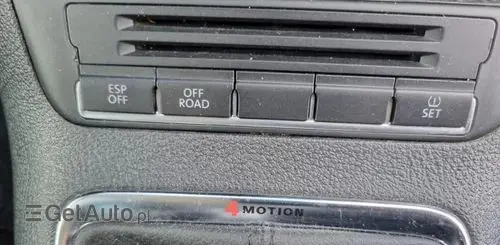 ESP
OFF
OFF
ROAD
SET
4MOTION
GetAuto.pl